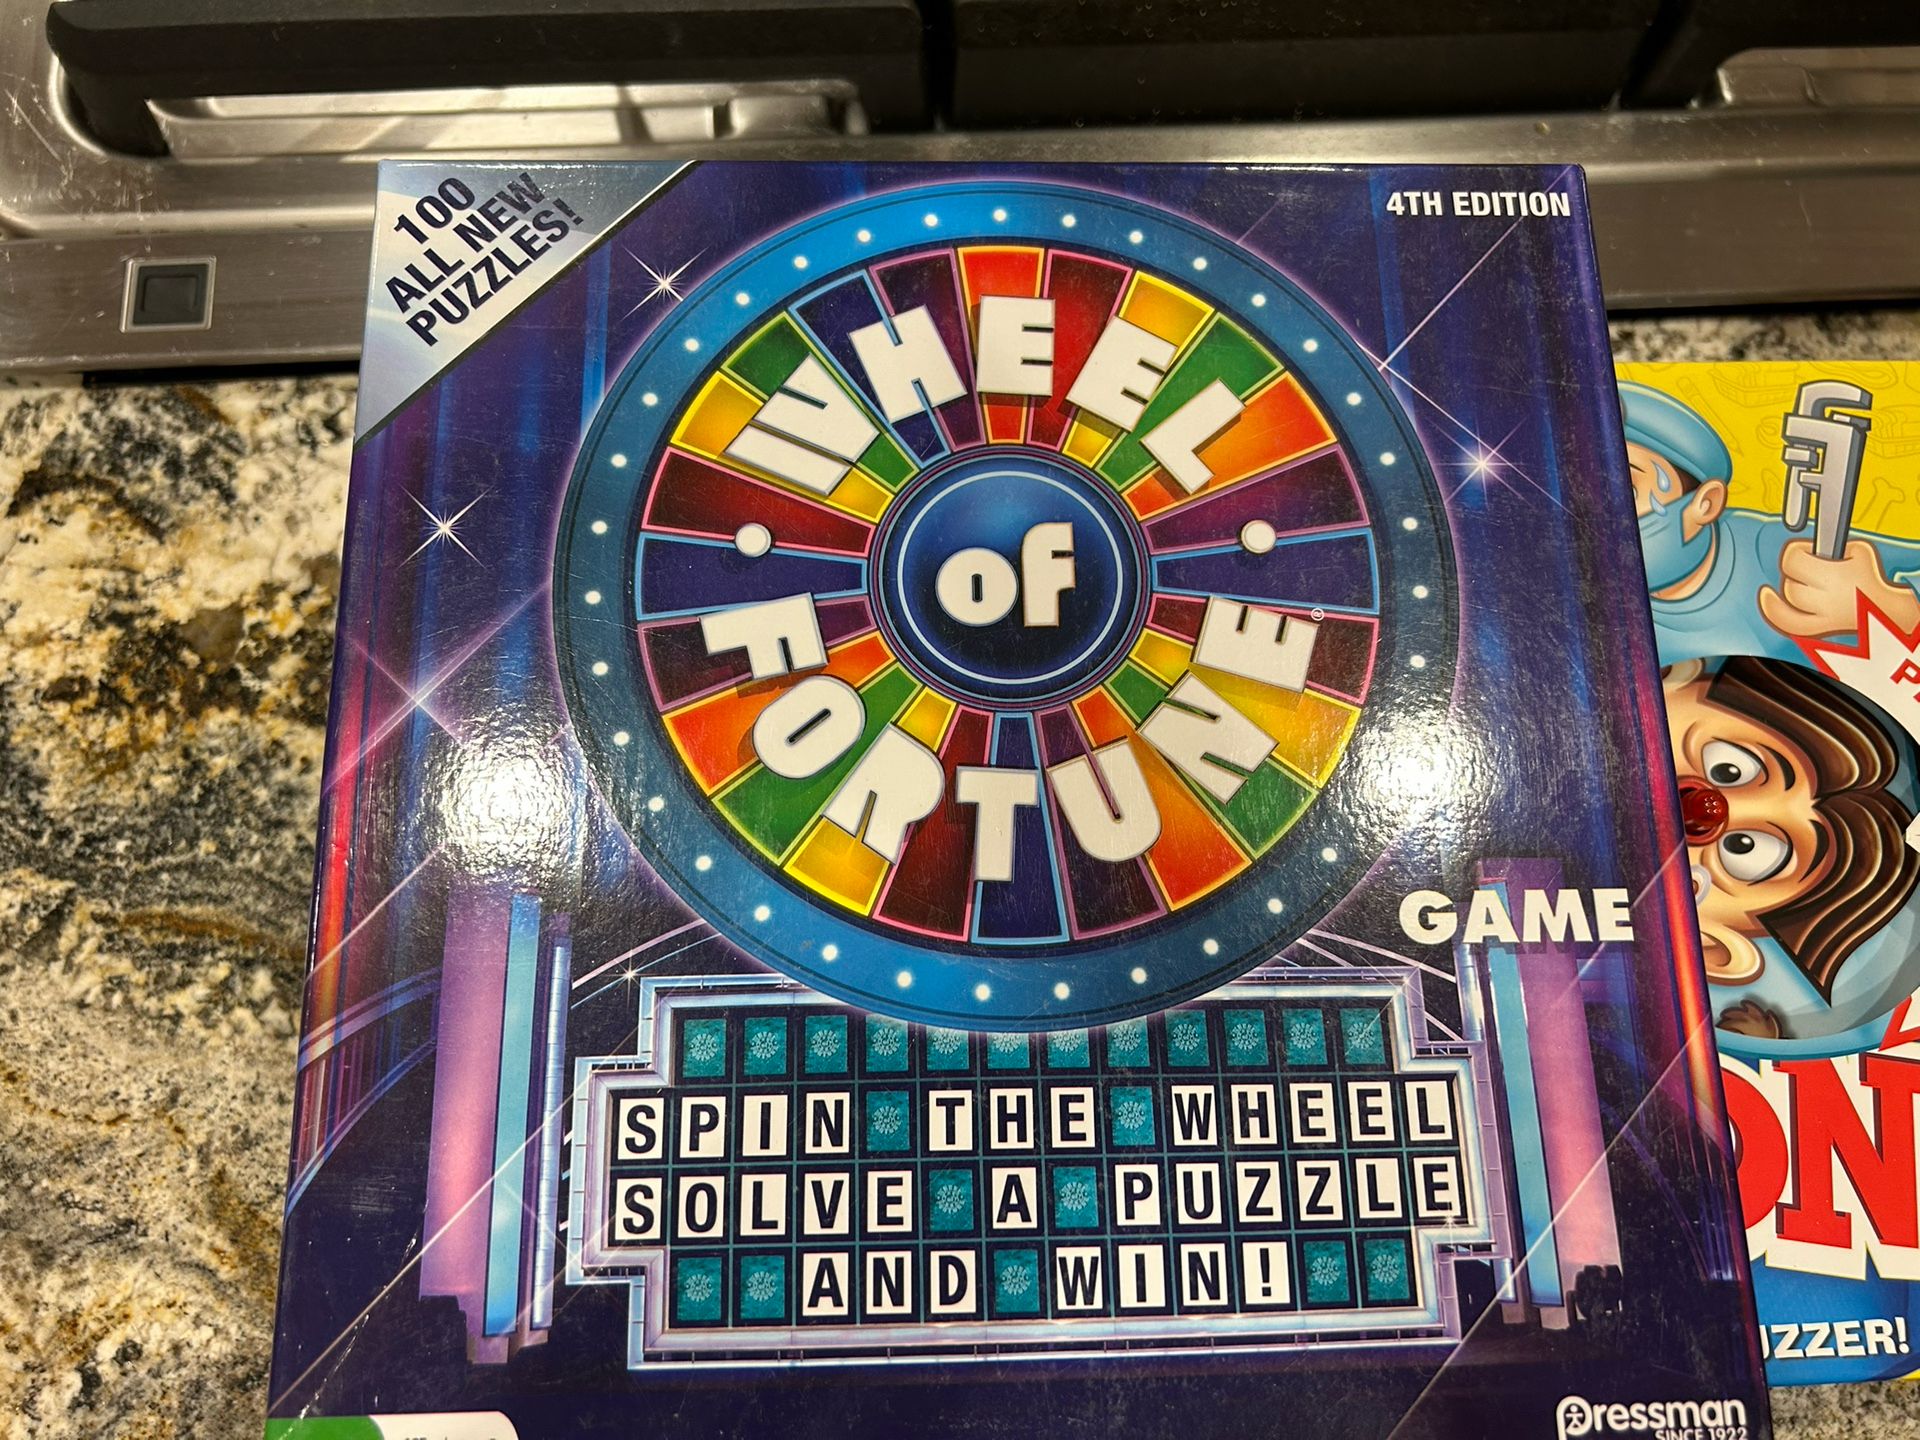 100
ALL NEW
PUZZLES!
4TH EDITION
WHEEL
of
FORTUNE®
GAME
SPIN THE WHEEL
SOLVE A PUZZLE
AND WIN!
Pressman
SINCE 1922
ON
UZZER!